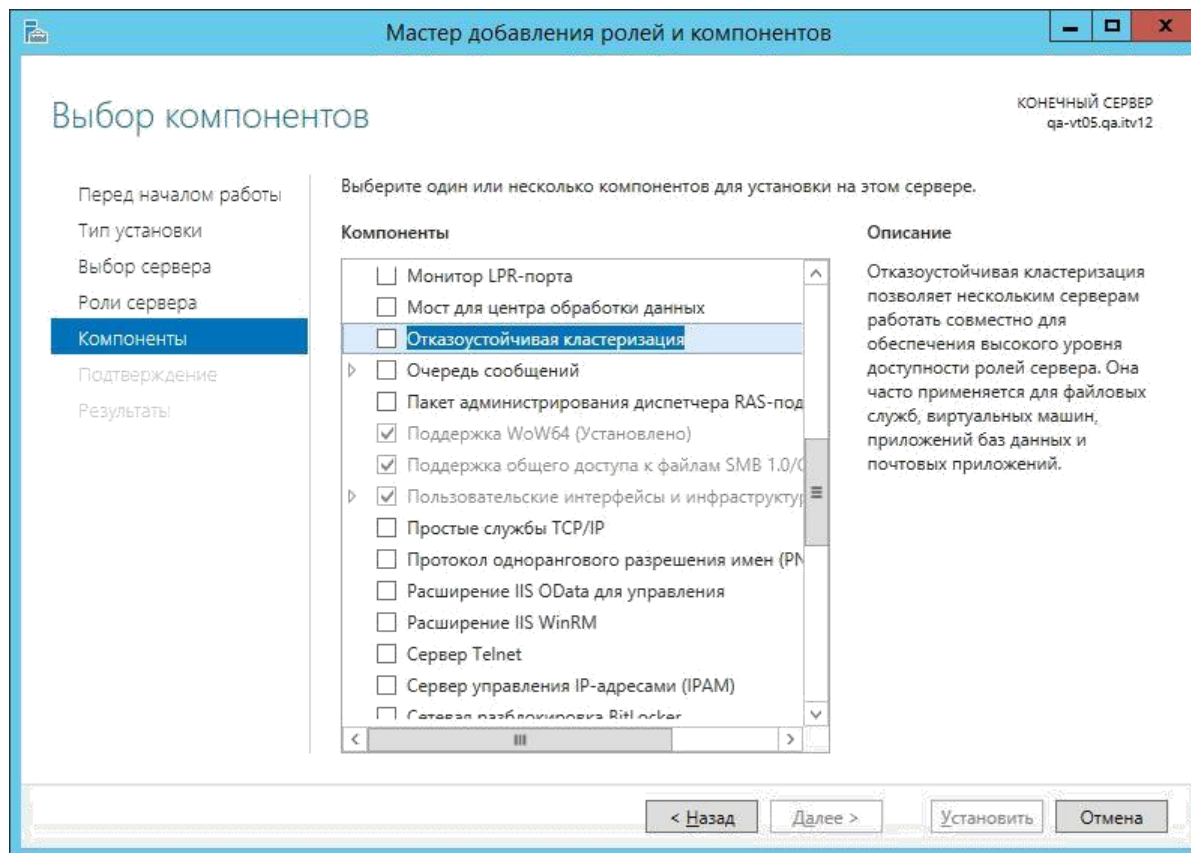 Мастер добавления ролей и компонентов
Выбор компонентов
КОНЕЧНЫЙ СЕРВЕР
qa-vt05.qa.itv12
Перед началом работы
Тип установки
Выбор сервера
Роли сервера
Компоненты
Подтверждение
Результаты
Выберите один или несколько компонентов для установки на этом сервере.
Компоненты
Монитор LPR-порта
Мост для центра обработки данных
Отказоустойчивая кластеризация
Очередь сообщений
Пакет администрирования диспетчера RAS-под
Поддержка WoW64 (Установлено)
Поддержка общего доступа к файлам SMB 1.0/C
Пользовательские интерфейсы и инфраструктур
Простые службы TCP/IP
Протокол однорангового разрешения имен (PN
Расширение IIS OData для управления
Расширение IIS WinRM
Сервер Telnet
Сервер управления IP-адресами (IPAM)
Сетевая разблокировка BitLocker
Описание
Отказоустойчивая кластеризация
позволяет нескольким серверам
работать совместно для
обеспечения высокого уровня
доступности ролей сервера. Она
часто применяется для файловых
служб, виртуальных машин,
приложений баз данных и
почтовых приложений.
< Назад
Далее >
Установить
Отмена